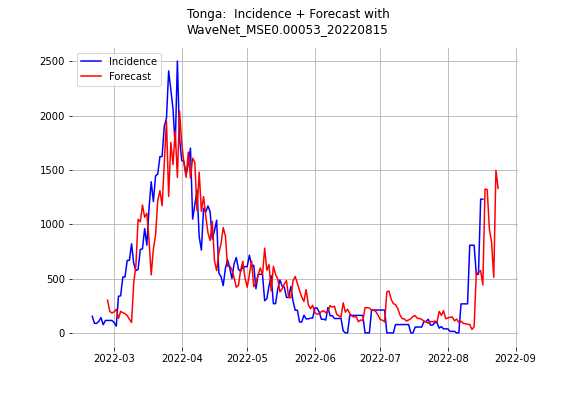 Tonga:  Incidence + Forecast with
WaveNet_MSE0.00053_20220815
Incidence
Forecast
2500
2000
1500
1000
500
0
2022-03 2022-04 2022-05 2022-06 2022-07 2022-08 2022-09